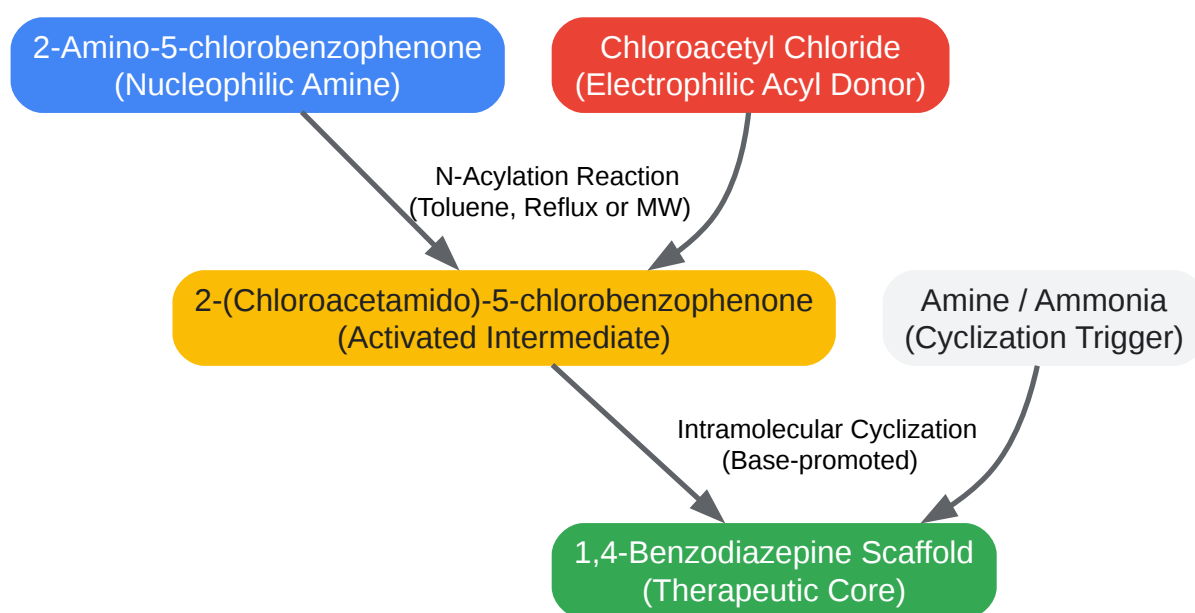 2-Amino-5-chlorobenzophenone
(Nucleophilic Amine)
Chloroacetyl Chloride
(Electrophilic Acyl Donor)
N-Acylation Reaction
(Toluene, Reflux or MW)
2-(Chloroacetamido)-5-chlorobenzophenone
(Activated Intermediate)
Amine / Ammonia
(Cyclization Trigger)
Intramolecular Cyclization
(Base-promoted)
1,4-Benzodiazepine Scaffold
(Therapeutic Core)